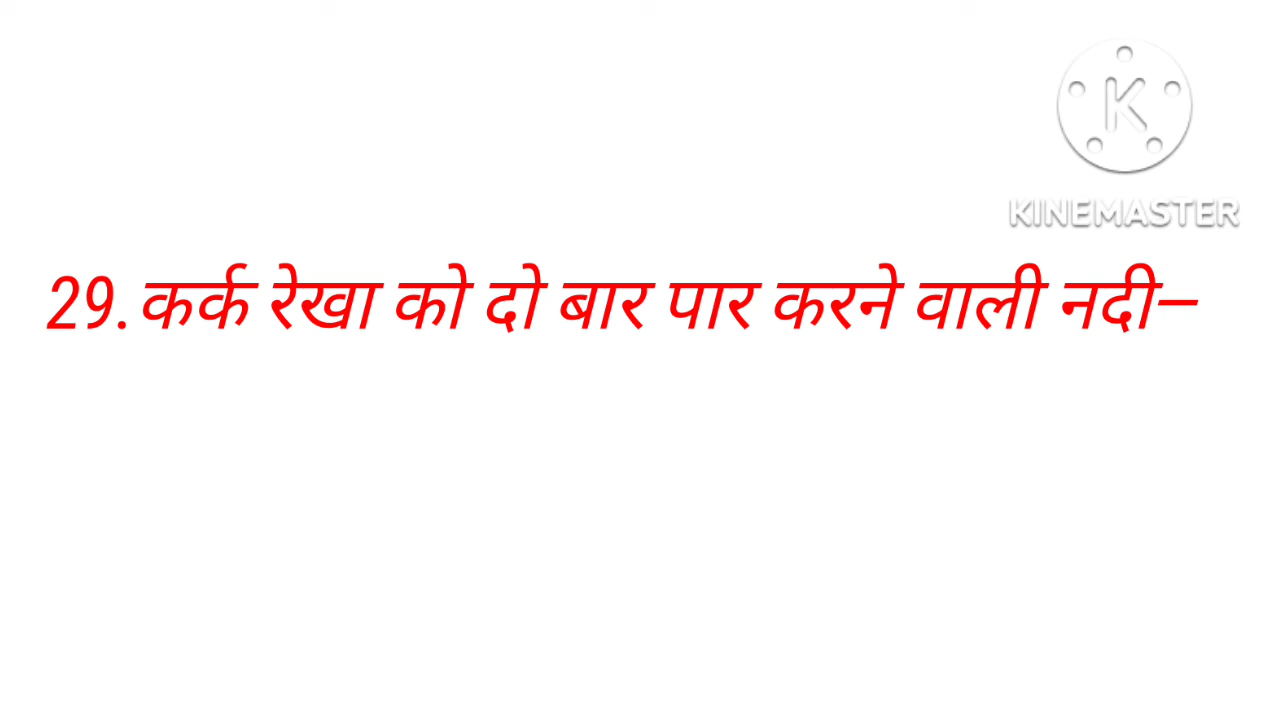 K
KINEMASTER
29. कर्क रेखा को दो बार पार करने वाली नदी—